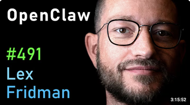 OpenClaw
#491
Lex
Fridman
3:15:52